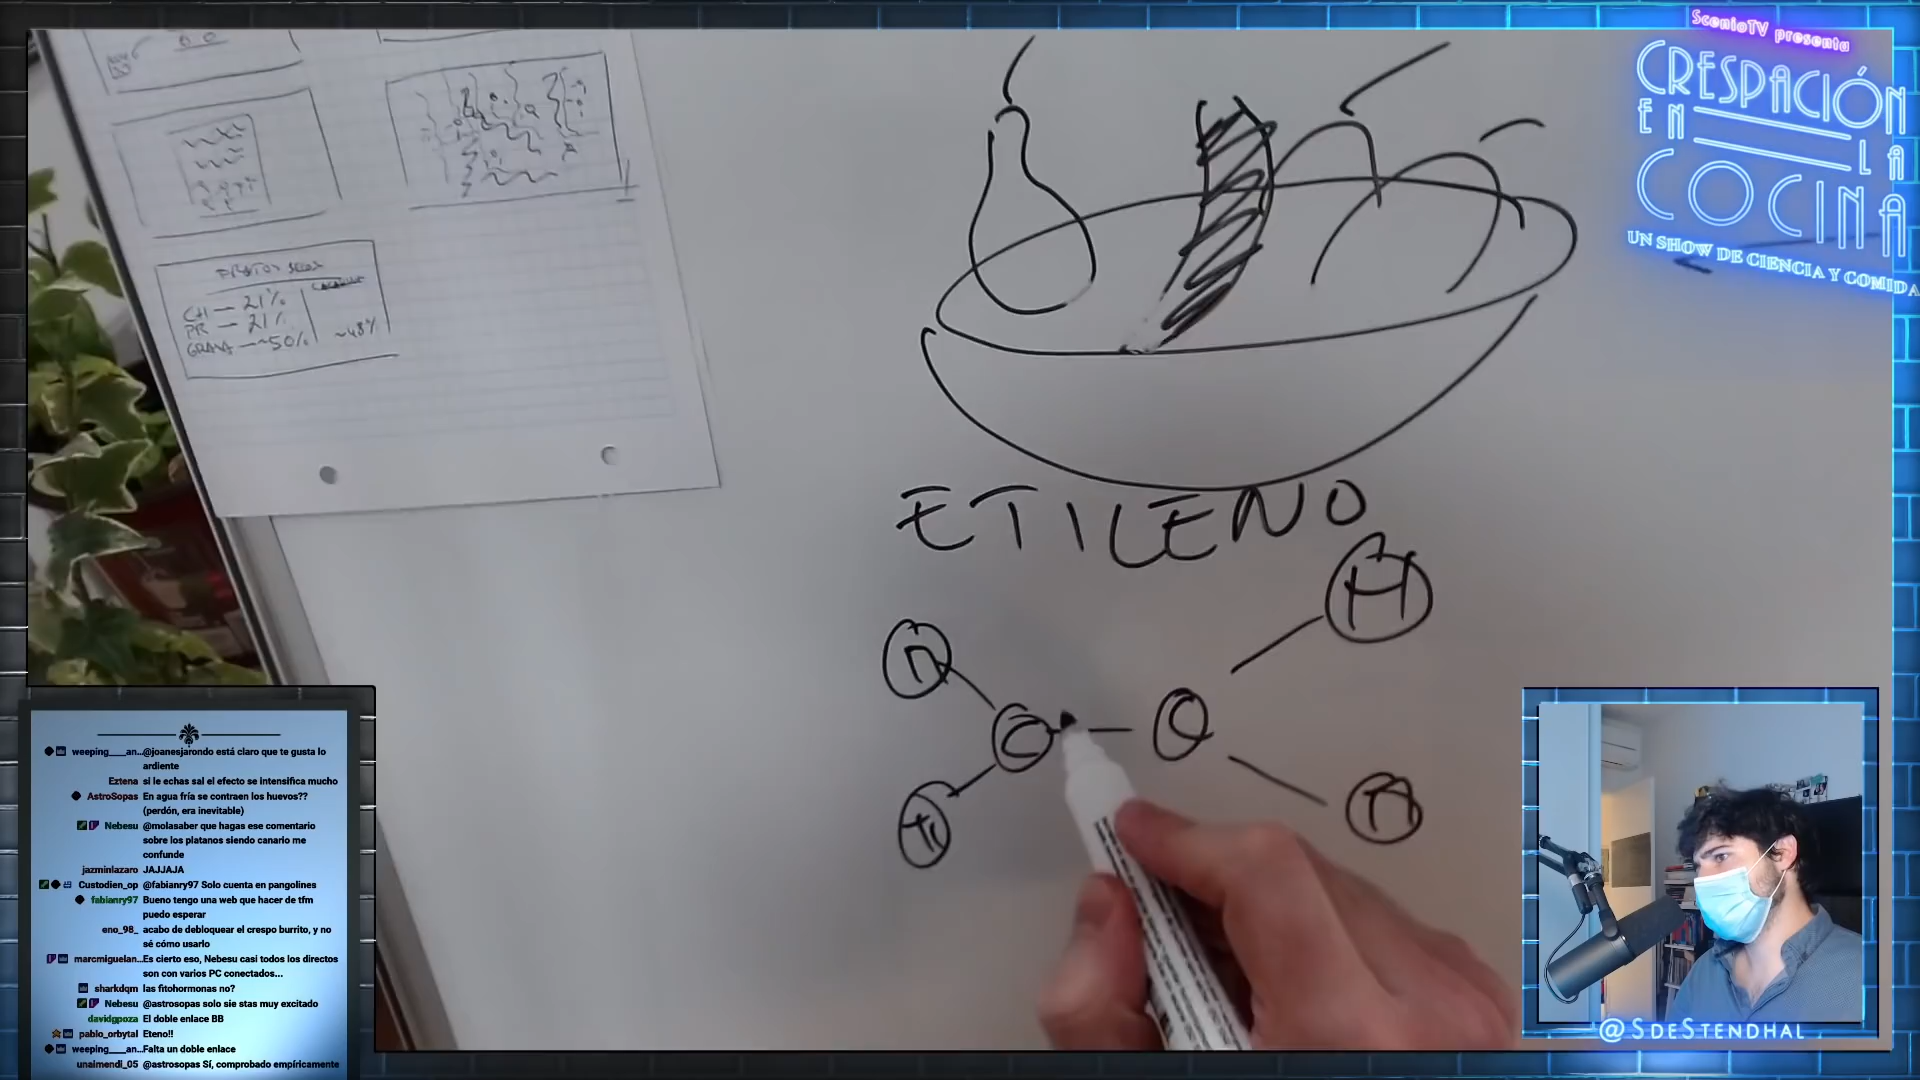 ScenioTV presenta
CRESPACIÓN
EN LA
COCINA
UN SHOW DE CIENCIA Y COMIDA
FRUTOS SECOS
CH — 21%
PR — 21%
GRASA — ~50%
~48%
ETILENO
H
H
C
C
H
H
weeping___an...@joanesjarondo está claro que te gusta lo
ardiente
Eztena si le echas sal el efecto se intensifica mucho
AstroSopas En agua fría se contraen los huevos??
(perdón, era inevitable)
Nebesu @molasaber que hagas ese comentario
sobre los platanos siendo canario me
confunde
jazminlazaro JAJJAJA
Custodien_op @fabianry97 Solo cuenta en pangolines
fabianry97 Bueno tengo una web que hacer de tfm
puedo esperar
eno_98_ acabo de debloquear el crespo burrito, y no
sé cómo usarlo
marcmiguelan...Es cierto eso, Nebesu casi todos los directos
son con varios PC conectados...
sharkdqm las fitohormonas no?
Nebesu @astrosopas solo sie stas muy excitado
davidgpoza El doble enlace BB
pablo_orbytal Eteno!!
weeping___an...Falta un doble enlace
unaimendi_05 @astrosopas Sí, comprobado empíricamente
@SDESTENDHAL